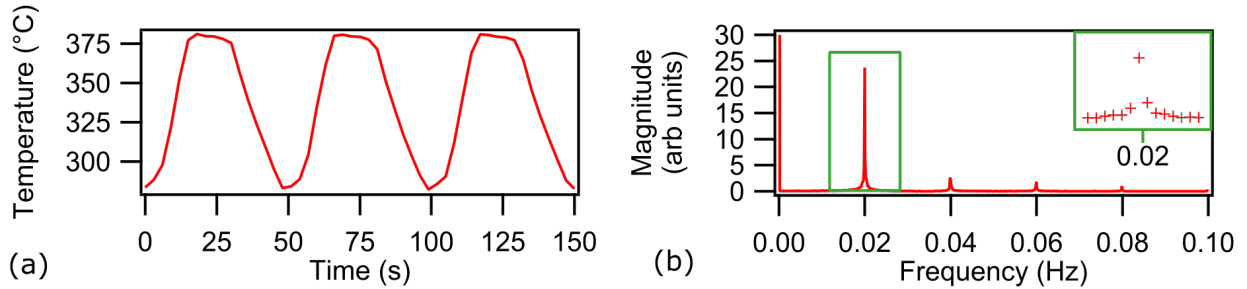 Temperature (°C)
375
350
325
300
0 25 50 75 100 125 150
Time (s)
(a)
Magnitude
(arb units)
30
25
20
15
10
5
0
0.02
0.00 0.02 0.04 0.06 0.08 0.10
Frequency (Hz)
(b)